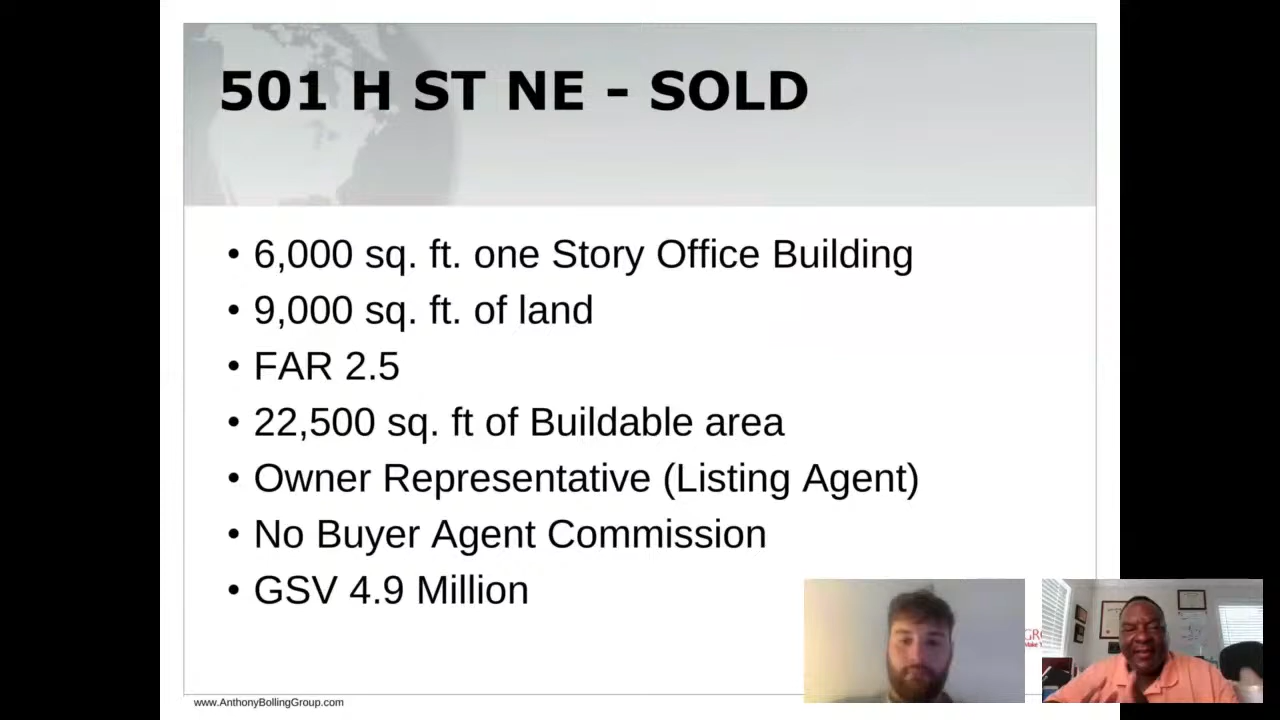 501 H ST NE - SOLD
• 6,000 sq. ft. one Story Office Building
• 9,000 sq. ft. of land
• FAR 2.5
• 22,500 sq. ft of Buildable area
• Owner Representative (Listing Agent)
• No Buyer Agent Commission
• GSV 4.9 Million
www.AnthonyBollingGroup.com